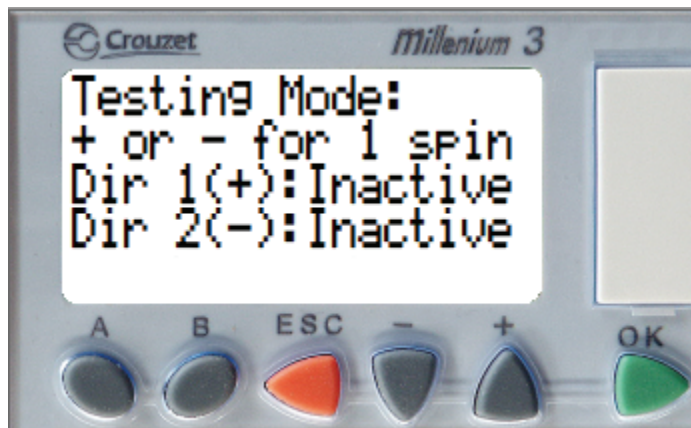 Crouzet Millenium 3
Testing Mode:
+ or - for 1 spin
Dir 1(+):Inactive
Dir 2(-):Inactive
A B ESC - + OK